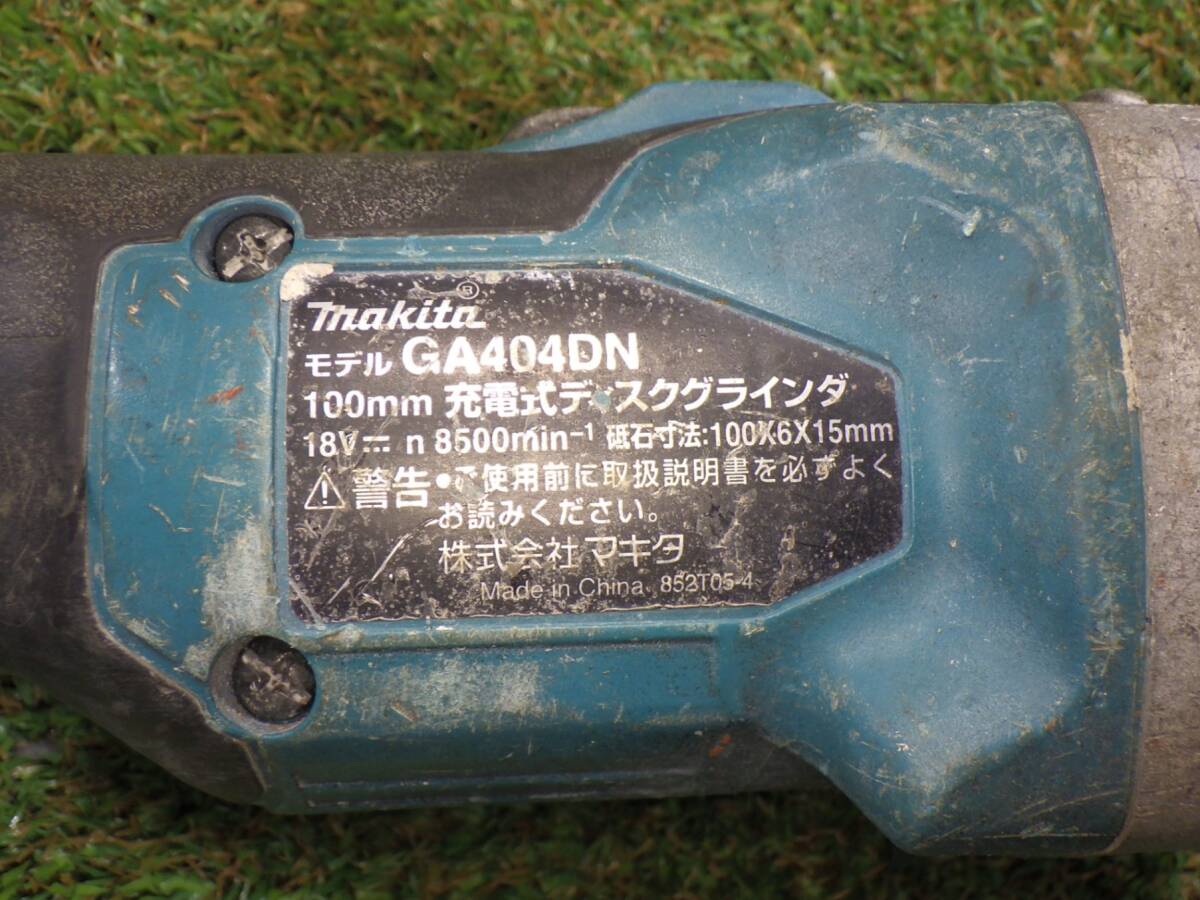 makita®
モデル GA404DN
100mm 充電式ディスクグラインダ
18V⎓ n 8500min⁻¹ 砥石寸法:100X6X15mm
⚠警告 ●ご使用前に取扱説明書を必ずよく
お読みください。
株式会社マキタ
Made in China 852T05-4